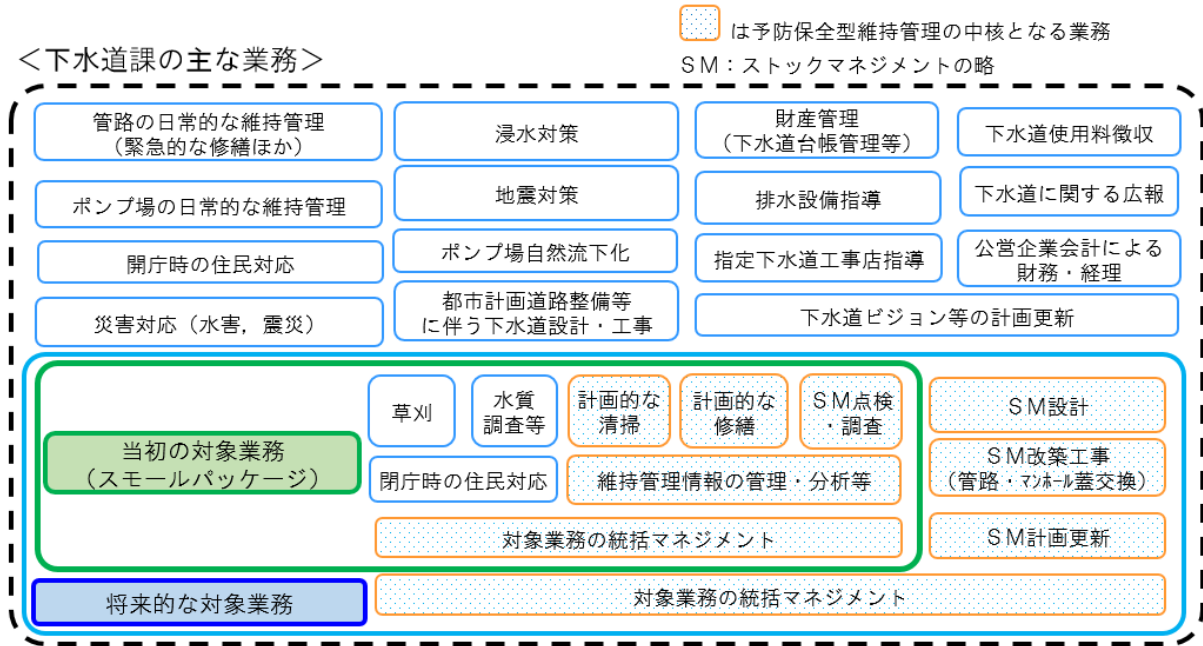 は予防保全型維持管理の中核となる業務
ＳＭ：ストックマネジメントの略
＜下水道課の主な業務＞
管路の日常的な維持管理
（緊急的な修繕ほか）
浸水対策
財産管理
（下水道台帳管理等）
下水道使用料徴収
ポンプ場の日常的な維持管理
地震対策
排水設備指導
下水道に関する広報
開庁時の住民対応
ポンプ場自然流下化
指定下水道工事店指導
公営企業会計による
財務・経理
災害対応（水害，震災）
都市計画道路整備等
に伴う下水道設計・工事
下水道ビジョン等の計画更新
当初の対象業務
（スモールパッケージ）
草刈
水質
調査等
計画的な
清掃
計画的な
修繕
ＳＭ点検
・調査
ＳＭ設計
閉庁時の住民対応
維持管理情報の管理・分析等
ＳＭ改築工事
（管路・ﾏﾝﾎｰﾙ蓋交換）
対象業務の統括マネジメント
ＳＭ計画更新
将来的な対象業務
対象業務の統括マネジメント